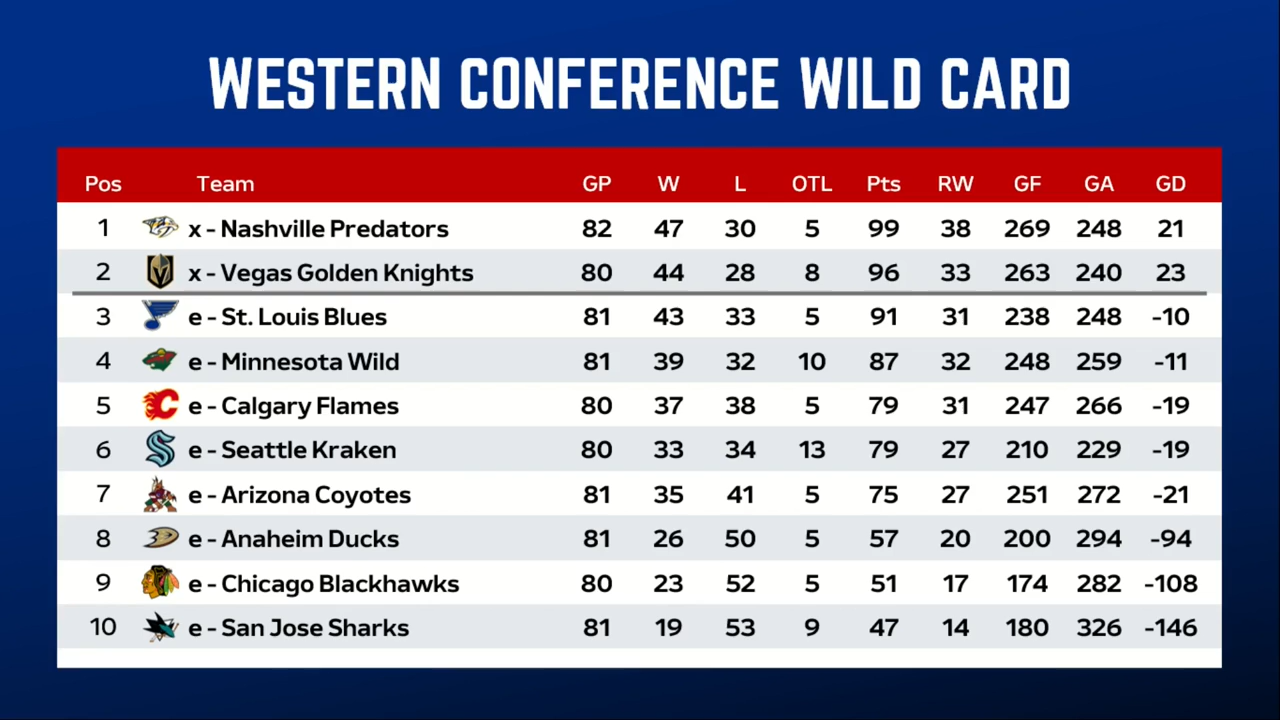 WESTERN CONFERENCE WILD CARD
Pos Team GP W L OTL Pts RW GF GA GD
1 x - Nashville Predators 82 47 30 5 99 38 269 248 21
2 x - Vegas Golden Knights 80 44 28 8 96 33 263 240 23
3 e - St. Louis Blues 81 43 33 5 91 31 238 248 -10
4 e - Minnesota Wild 81 39 32 10 87 32 248 259 -11
5 e - Calgary Flames 80 37 38 5 79 31 247 266 -19
6 e - Seattle Kraken 80 33 34 13 79 27 210 229 -19
7 e - Arizona Coyotes 81 35 41 5 75 27 251 272 -21
8 e - Anaheim Ducks 81 26 50 5 57 20 200 294 -94
9 e - Chicago Blackhawks 80 23 52 5 51 17 174 282 -108
10 e - San Jose Sharks 81 19 53 9 47 14 180 326 -146